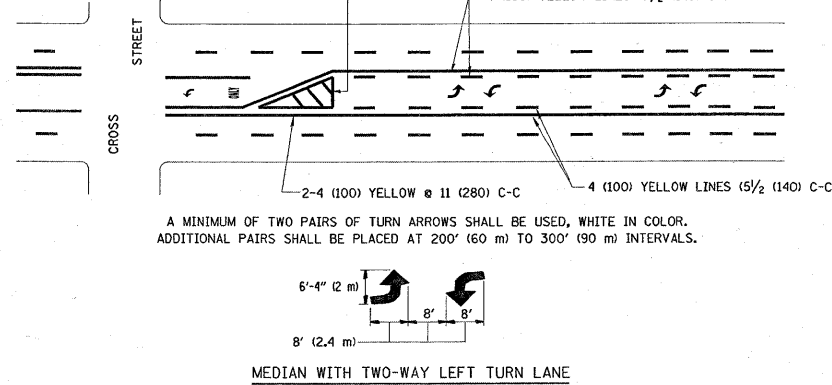 STREET
CROSS
ONLY
2-4 (100) YELLOW @ 11 (280) C-C
4 (100) YELLOW LINES (5½ (140) C-C
A MINIMUM OF TWO PAIRS OF TURN ARROWS SHALL BE USED, WHITE IN COLOR.
ADDITIONAL PAIRS SHALL BE PLACED AT 200' (60 m) TO 300' (90 m) INTERVALS.
6'-4" (2 m)
8' 8'
8' (2.4 m)
MEDIAN WITH TWO-WAY LEFT TURN LANE